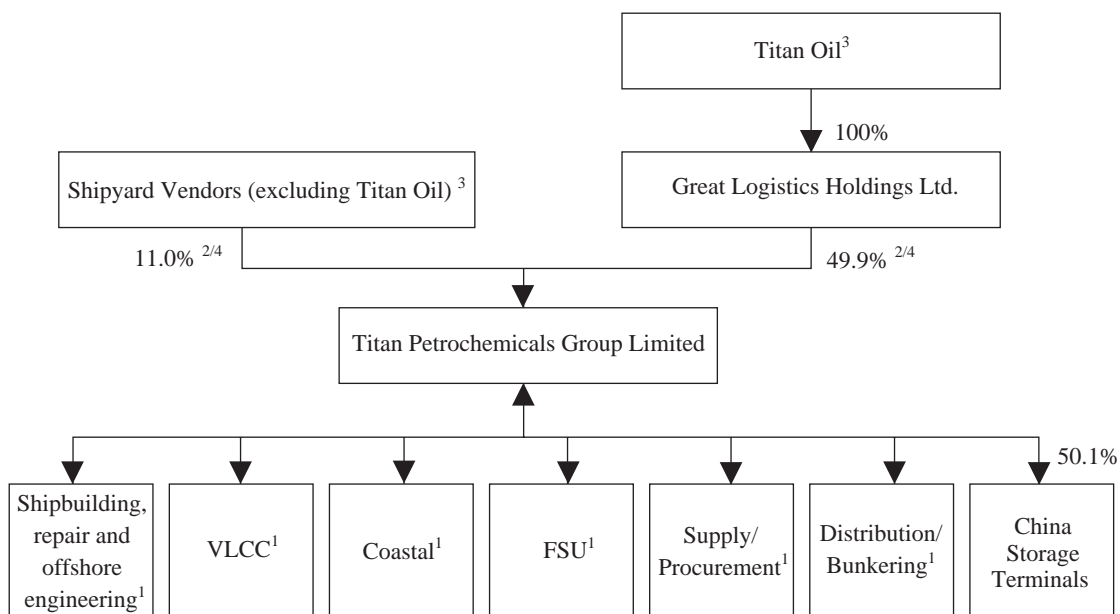 Titan Oil³
100%
Shipyard Vendors (excluding Titan Oil) ³
Great Logistics Holdings Ltd.
11.0% ²/⁴
49.9% ²/⁴
Titan Petrochemicals Group Limited
50.1%
Shipbuilding,
repair and
offshore
engineering¹
VLCC¹
Coastal¹
FSU¹
Supply/
Procurement¹
Distribution/
Bunkering¹
China
Storage
Terminals